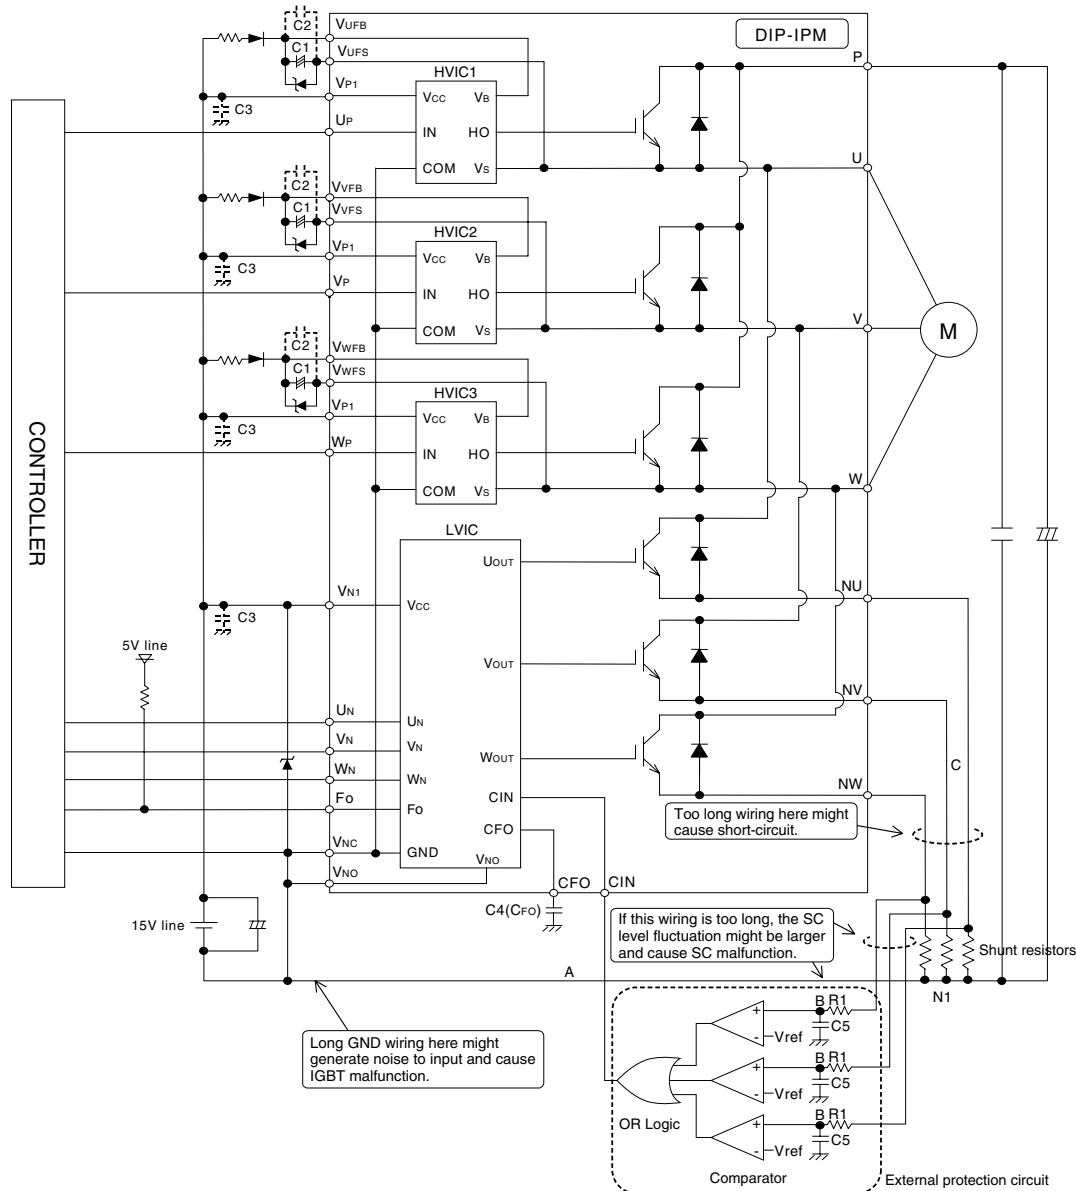 C2
VUFB
DIP-IPM
C1
VUFS
P
HVIC1
VP1
VCC
VB
C3
UP
IN
HO
U
COM
VS
C2
VVFB
C1
VVFS
HVIC2
VP1
VCC
VB
C3
VP
IN
HO
V
COM
VS
M
C2
VWFB
C1
VWFS
HVIC3
VP1
VCC
VB
C3
WP
IN
HO
W
COM
VS
CONTROLLER
LVIC
UOUT
NU
VN1
VCC
C3
5V line
VOUT
NV
UN
UN
VN
VN
WOUT
C
WN
WN
NW
CIN
Fo
Fo
Too long wiring here might
cause short-circuit.
CFO
VNC
GND
VNO
VNO
CFO
CIN
C4(CFO)
15V line
If this wiring is too long, the SC
level fluctuation might be larger
and cause SC malfunction.
Shunt resistors
A
N1
Long GND wiring here might
generate noise to input and cause
IGBT malfunction.
+
B
R1
-
Vref
C5
+
B
R1
-
Vref
C5
+
B
R1
OR Logic
-
Vref
C5
Comparator
External protection circuit